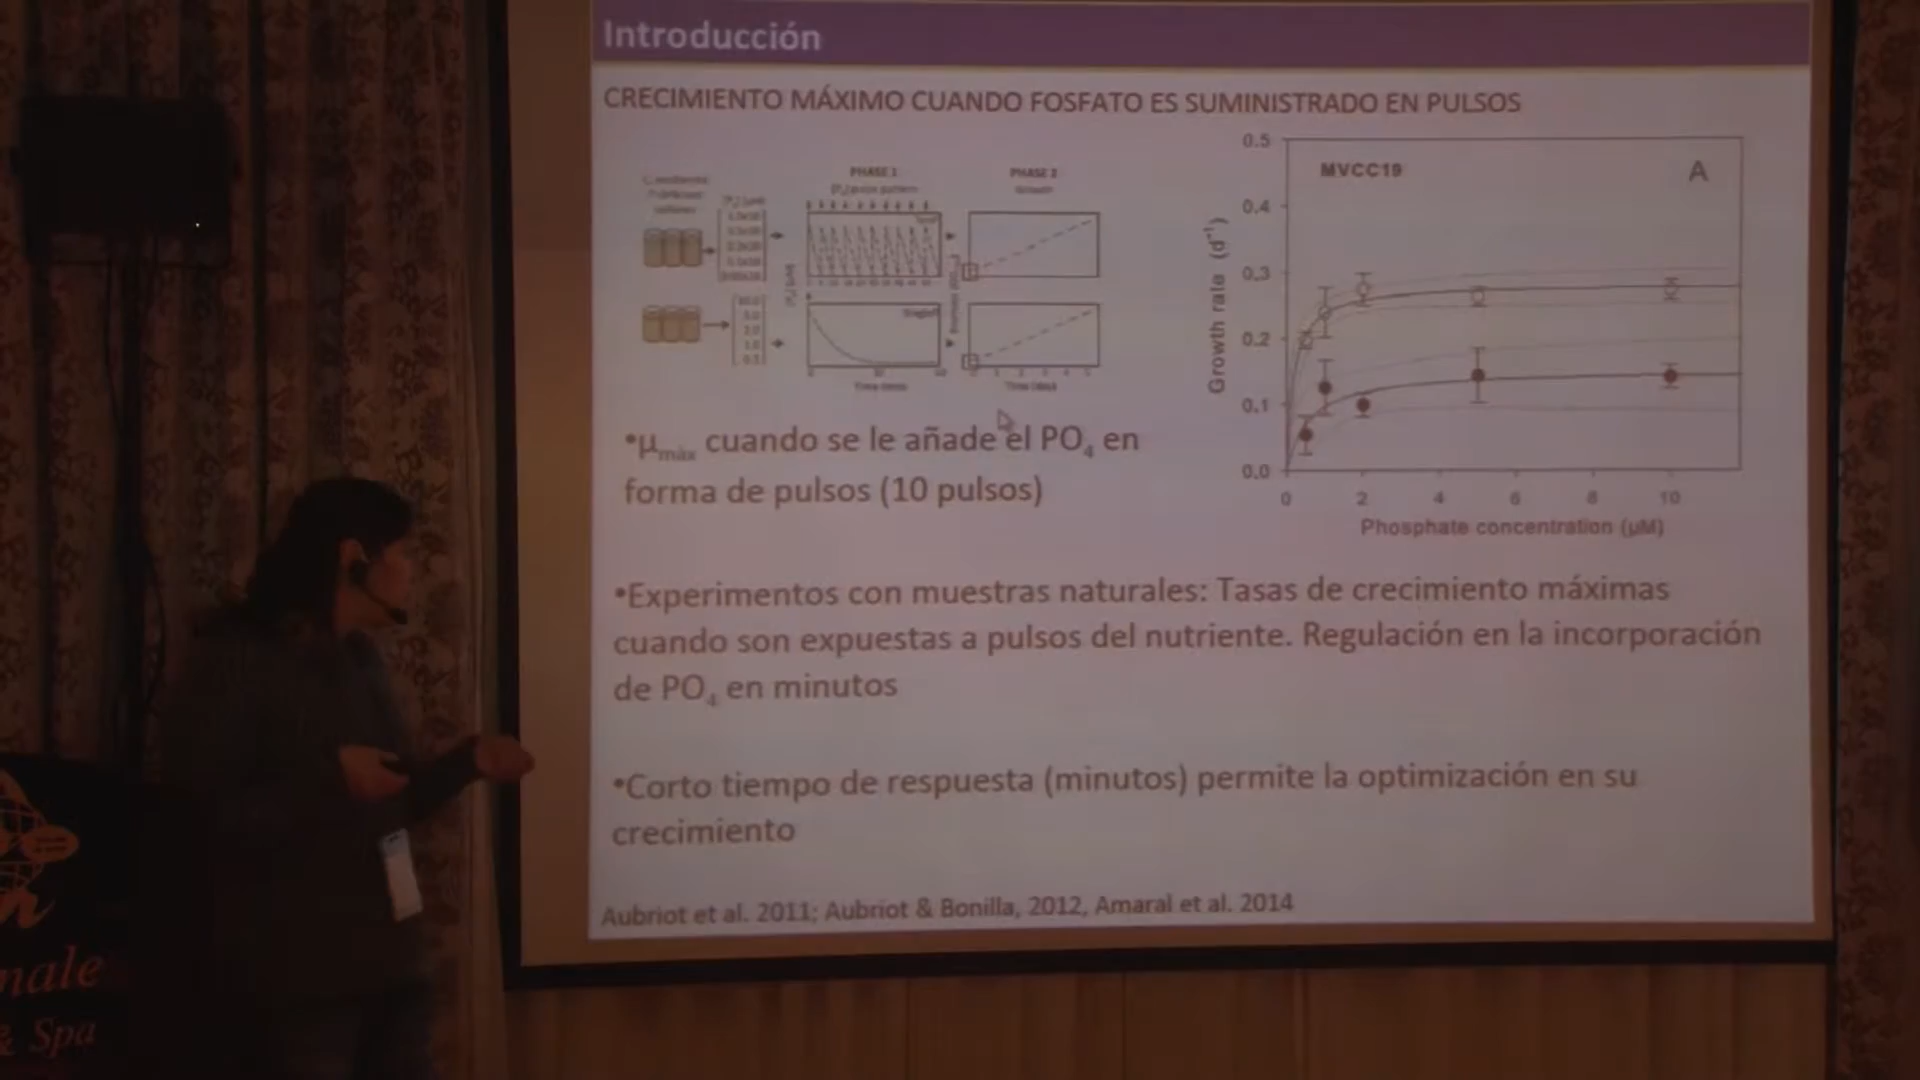 Introducción
CRECIMIENTO MÁXIMO CUANDO FOSFATO ES SUMINISTRADO EN PULSOS
PHASE 1
PHASE 2
0.5
MVCC19
A
0.4
0.3
0.2
0.1
0.0
Growth rate (d⁻¹)
0 2 4 6 8 10
Phosphate concentration (µM)
•µmáx cuando se le añade el PO4 en
forma de pulsos (10 pulsos)
•Experimentos con muestras naturales: Tasas de crecimiento máximas
cuando son expuestas a pulsos del nutriente. Regulación en la incorporación
de PO4 en minutos
•Corto tiempo de respuesta (minutos) permite la optimización en su
crecimiento
Aubriot et al. 2011; Aubriot & Bonilla, 2012, Amaral et al. 2014
& Spa